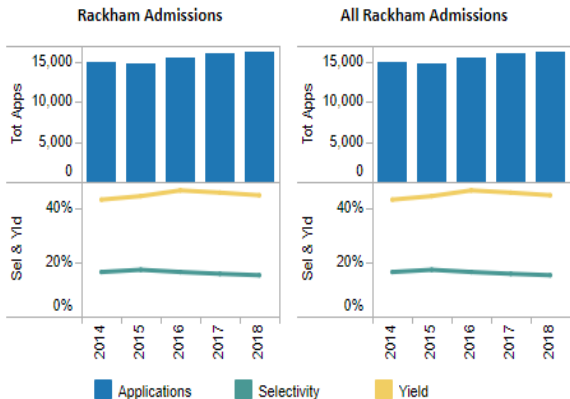 Rackham Admissions
Tot Apps
15,000
10,000
5,000
0
Sel & Yld
40%
20%
0%
2014 2015 2016 2017 2018
All Rackham Admissions
Tot Apps
15,000
10,000
5,000
0
Sel & Yld
40%
20%
0%
2014 2015 2016 2017 2018
Applications Selectivity Yield